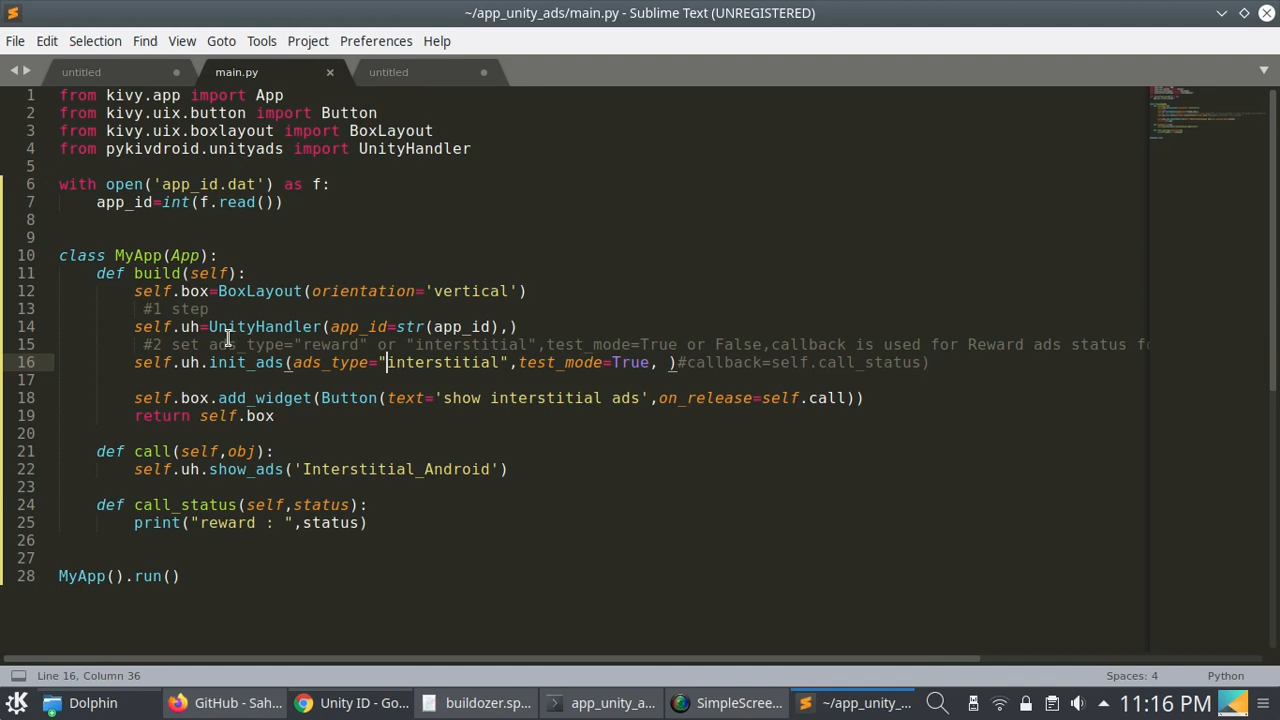 ~/app_unity_ads/main.py - Sublime Text (UNREGISTERED)
File Edit Selection Find View Goto Tools Project Preferences Help
untitled main.py untitled
1 from kivy.app import App
2 from kivy.uix.button import Button
3 from kivy.uix.boxlayout import BoxLayout
4 from pykivdroid.unityads import UnityHandler
5
6 with open('app_id.dat') as f:
7 app_id=int(f.read())
8
9
10 class MyApp(App):
11 def build(self):
12 self.box=BoxLayout(orientation='vertical')
13 #1 step
14 self.uh=UnityHandler(app_id=str(app_id),)
15 #2 set ads_type="reward" or "interstitial",test_mode=True or False,callback is used for Reward ads status fo
16 self.uh.init_ads(ads_type="interstitial",test_mode=True, )#callback=self.call_status)
17
18 self.box.add_widget(Button(text='show interstitial ads',on_release=self.call))
19 return self.box
20
21 def call(self,obj):
22 self.uh.show_ads('Interstitial_Android')
23
24 def call_status(self,status):
25 print("reward : ",status)
26
27
28 MyApp().run()
Line 16, Column 36 Spaces: 4 Python
Dolphin GitHub - Sah... Unity ID - Go... buildozer.sp... app_unity_a... SimpleScree... ~/app_unity_... 11:16 PM